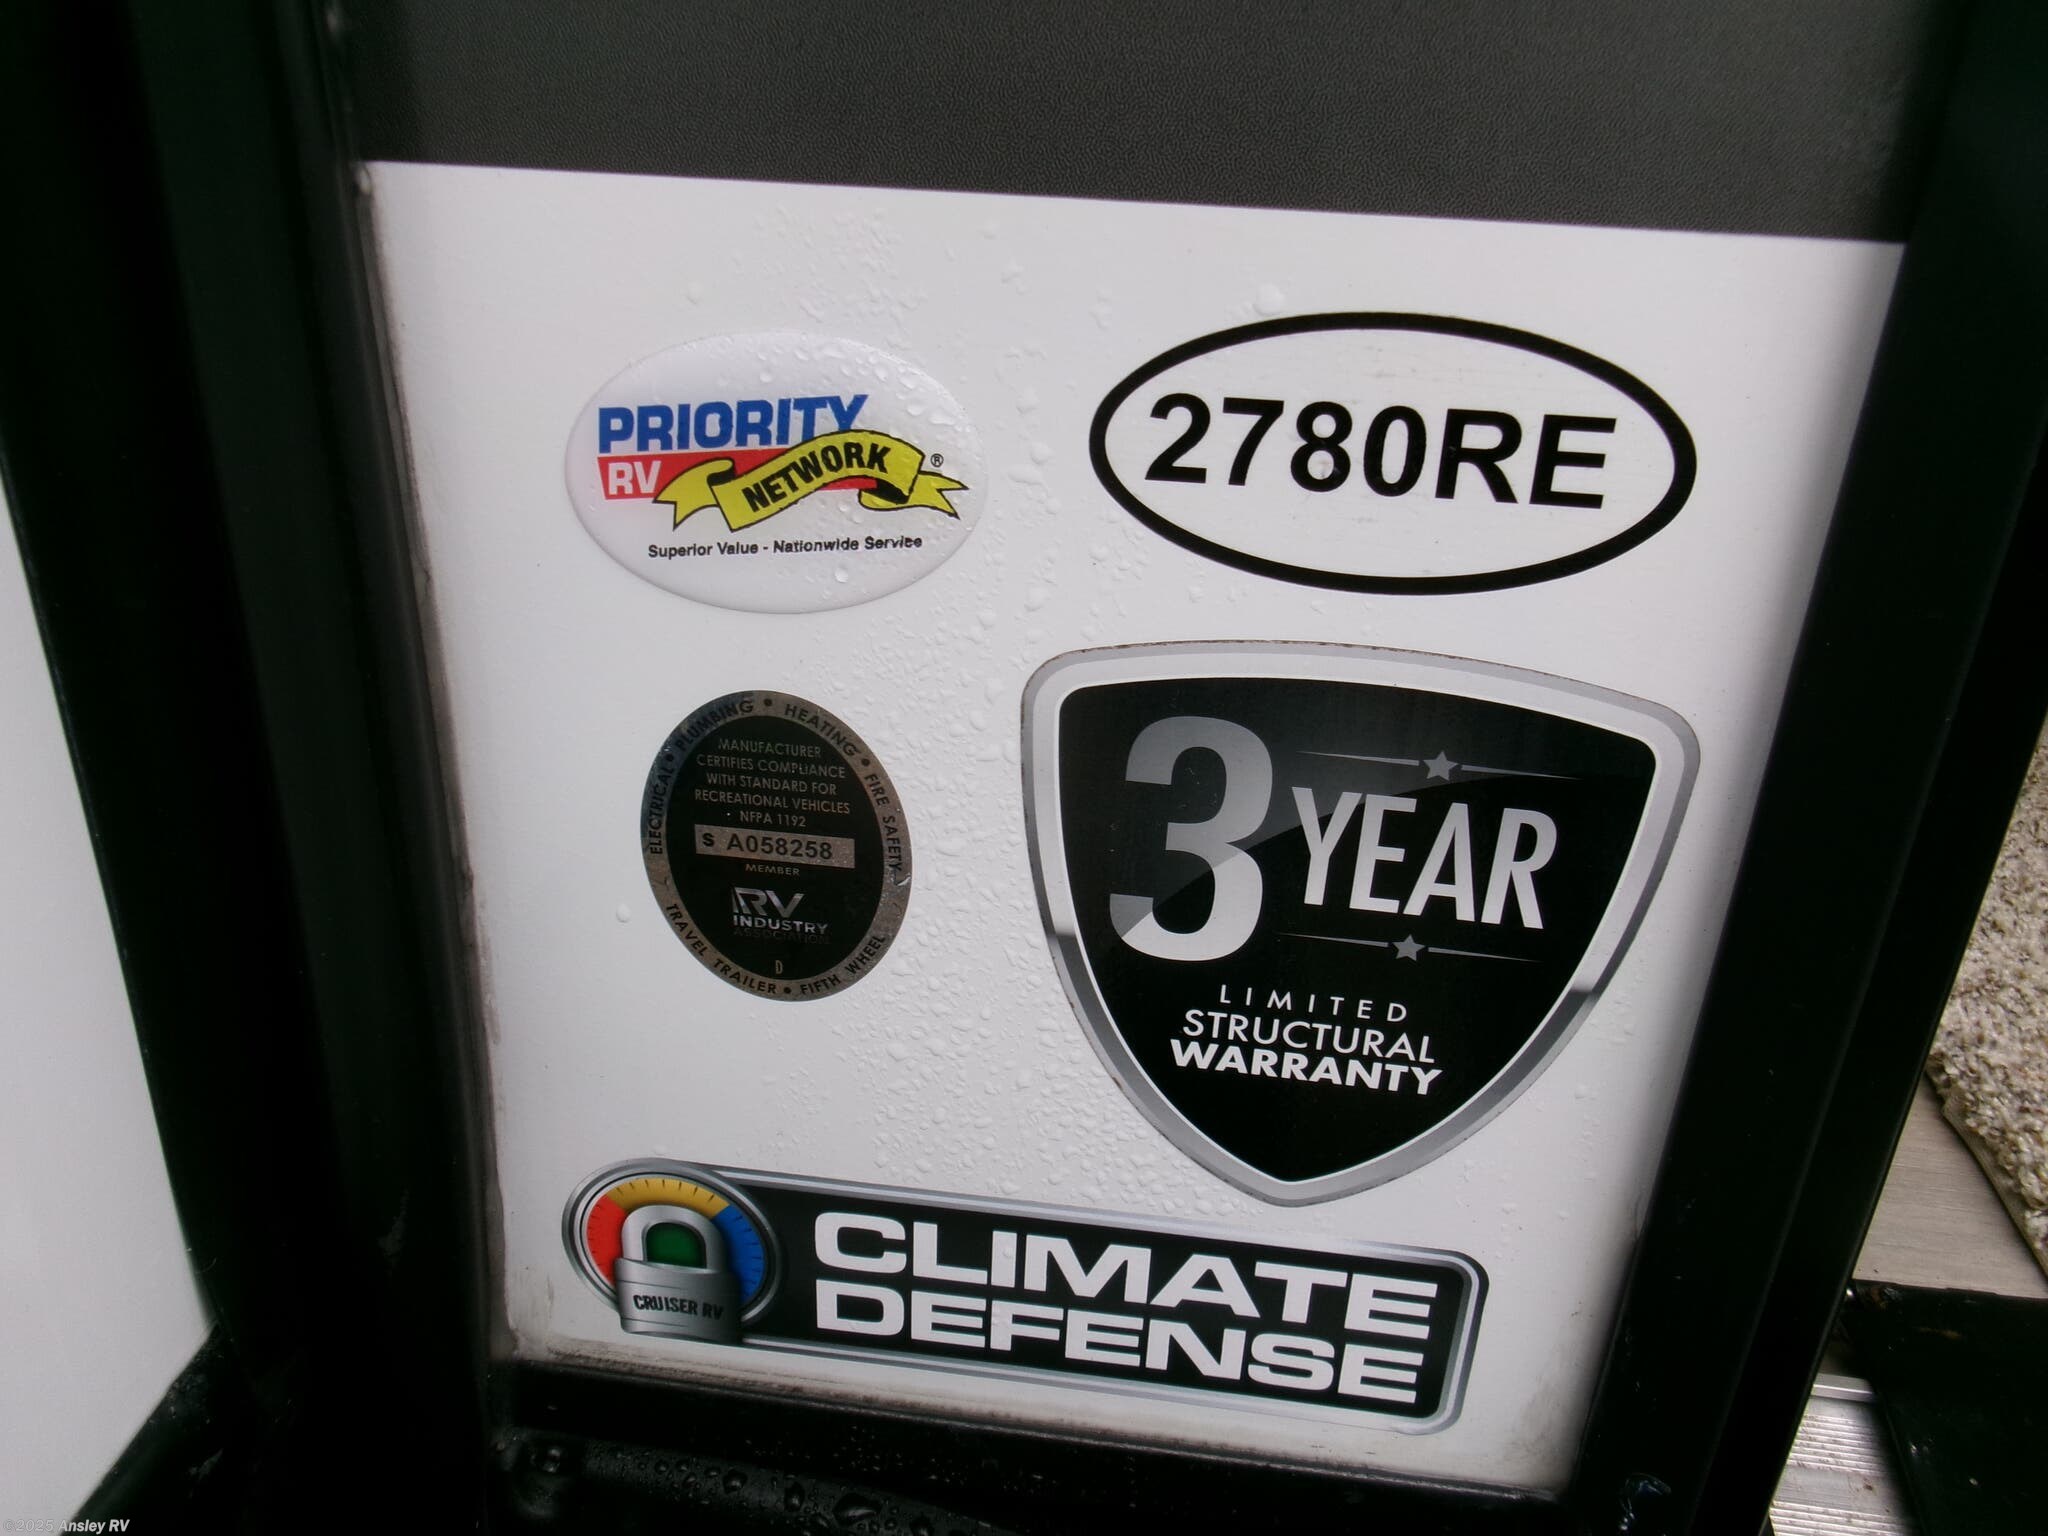 PRIORITY
RV NETWORK ®
Superior Value - Nationwide Service
2780RE
ELECTRICAL • PLUMBING • HEATING • FIRE SAFETY
MANUFACTURER
CERTIFIES COMPLIANCE
WITH STANDARD FOR
RECREATIONAL VEHICLES
NFPA 1192
S A058258
MEMBER
RV
INDUSTRY
ASSOCIATION
D
TRAVEL TRAILER • FIFTH WHEEL
3 YEAR
LIMITED
STRUCTURAL
WARRANTY
CRUISER RV
CLIMATE
DEFENSE
©2025 Ansley RV